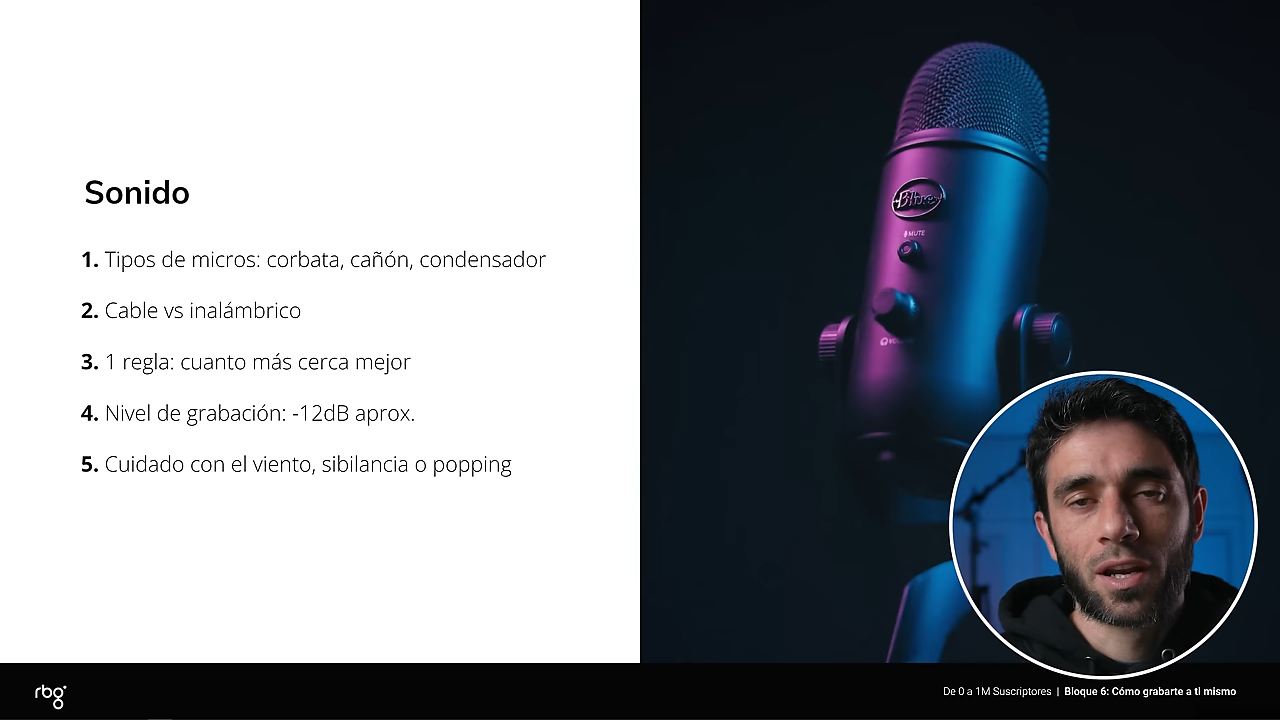 Sonido
1. Tipos de micros: corbata, cañón, condensador
2. Cable vs inalámbrico
3. 1 regla: cuanto más cerca mejor
4. Nivel de grabación: -12dB aprox.
5. Cuidado con el viento, sibilancia o popping
Blue
MUTE
rbg
De 0 a 1M Suscriptores | Bloque 6: Cómo grabarte a ti mismo